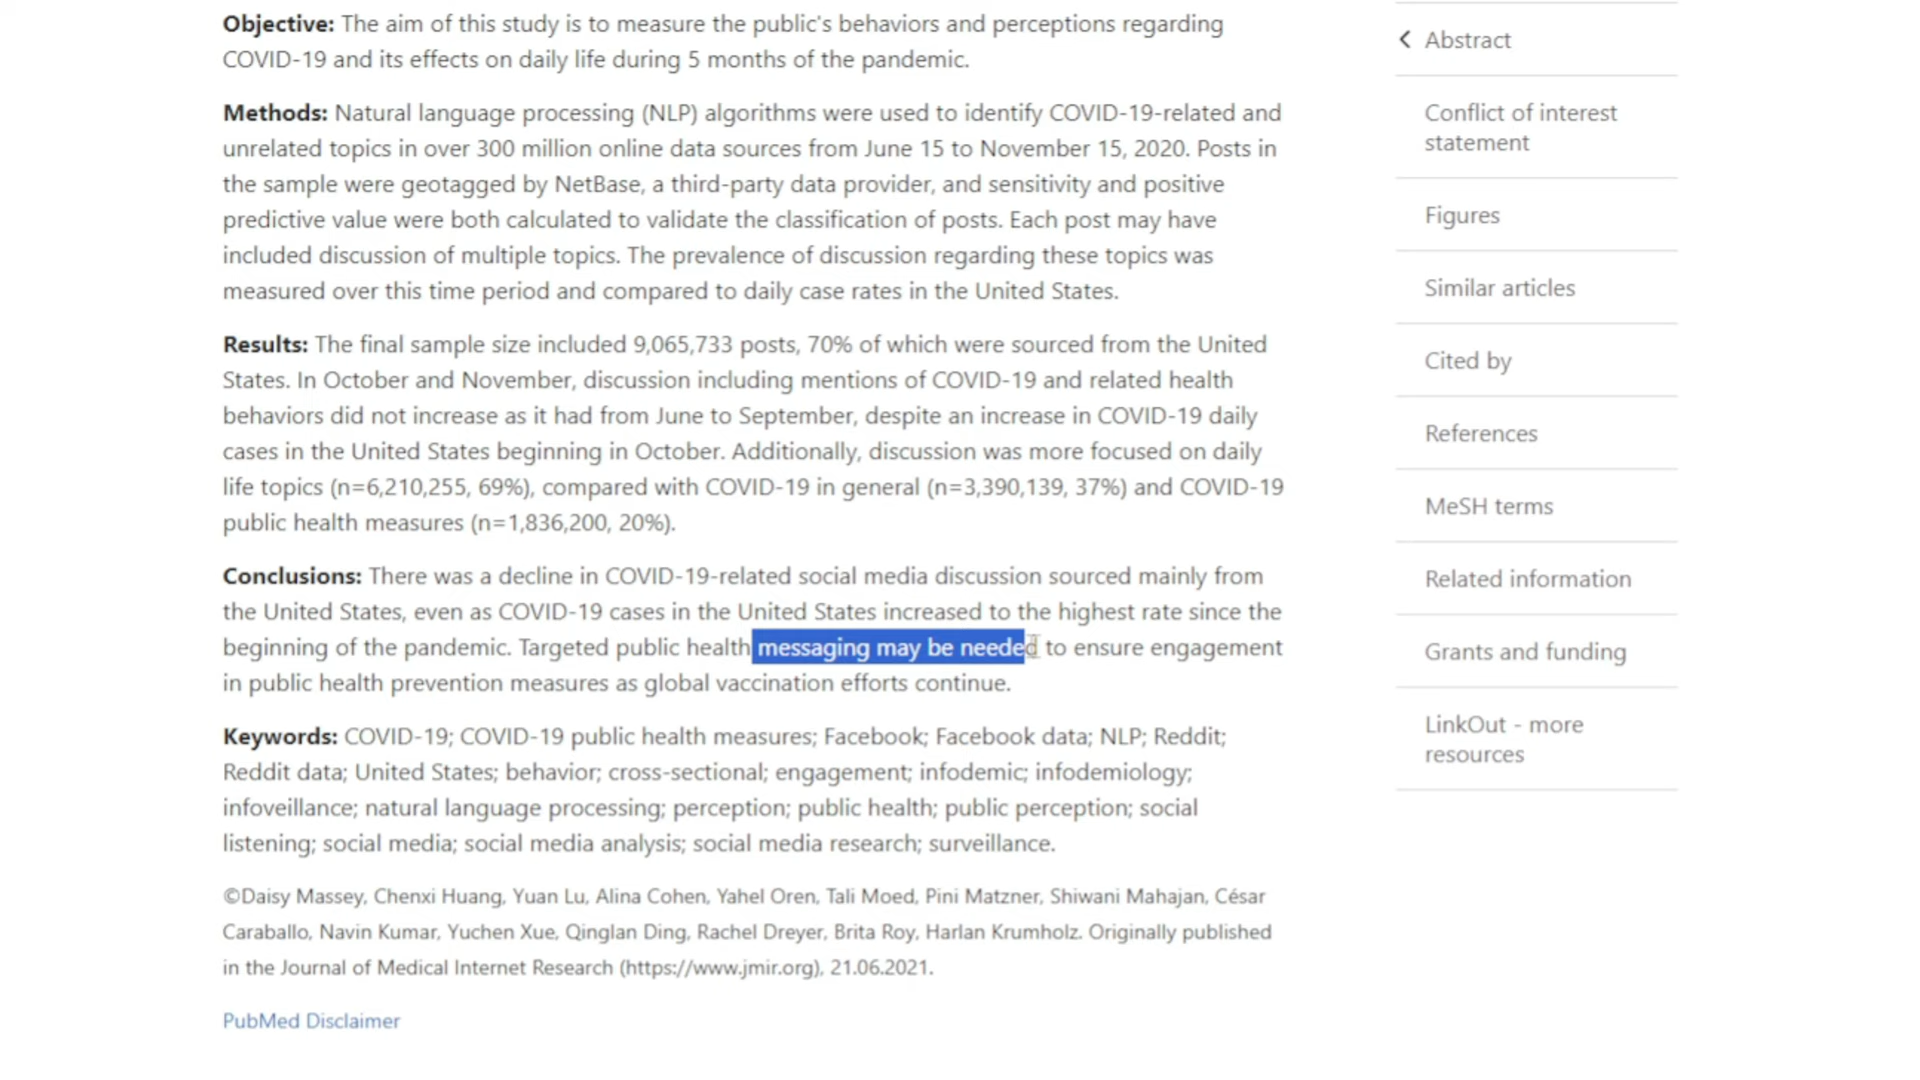 Objective: The aim of this study is to measure the public's behaviors and perceptions regarding
COVID-19 and its effects on daily life during 5 months of the pandemic.
Methods: Natural language processing (NLP) algorithms were used to identify COVID-19-related and
unrelated topics in over 300 million online data sources from June 15 to November 15, 2020. Posts in
the sample were geotagged by NetBase, a third-party data provider, and sensitivity and positive
predictive value were both calculated to validate the classification of posts. Each post may have
included discussion of multiple topics. The prevalence of discussion regarding these topics was
measured over this time period and compared to daily case rates in the United States.
Results: The final sample size included 9,065,733 posts, 70% of which were sourced from the United
States. In October and November, discussion including mentions of COVID-19 and related health
behaviors did not increase as it had from June to September, despite an increase in COVID-19 daily
cases in the United States beginning in October. Additionally, discussion was more focused on daily
life topics (n=6,210,255, 69%), compared with COVID-19 in general (n=3,390,139, 37%) and COVID-19
public health measures (n=1,836,200, 20%).
Conclusions: There was a decline in COVID-19-related social media discussion sourced mainly from
the United States, even as COVID-19 cases in the United States increased to the highest rate since the
beginning of the pandemic. Targeted public health messaging may be needed to ensure engagement
in public health prevention measures as global vaccination efforts continue.
Keywords: COVID-19; COVID-19 public health measures; Facebook; Facebook data; NLP; Reddit;
Reddit data; United States; behavior; cross-sectional; engagement; infodemic; infodemiology;
infoveillance; natural language processing; perception; public health; public perception; social
listening; social media; social media analysis; social media research; surveillance.
©Daisy Massey, Chenxi Huang, Yuan Lu, Alina Cohen, Yahel Oren, Tali Moed, Pini Matzner, Shiwani Mahajan, César
Caraballo, Navin Kumar, Yuchen Xue, Qinglan Ding, Rachel Dreyer, Brita Roy, Harlan Krumholz. Originally published
in the Journal of Medical Internet Research (https://www.jmir.org), 21.06.2021.
PubMed Disclaimer
Abstract
Conflict of interest
statement
Figures
Similar articles
Cited by
References
MeSH terms
Related information
Grants and funding
LinkOut - more
resources